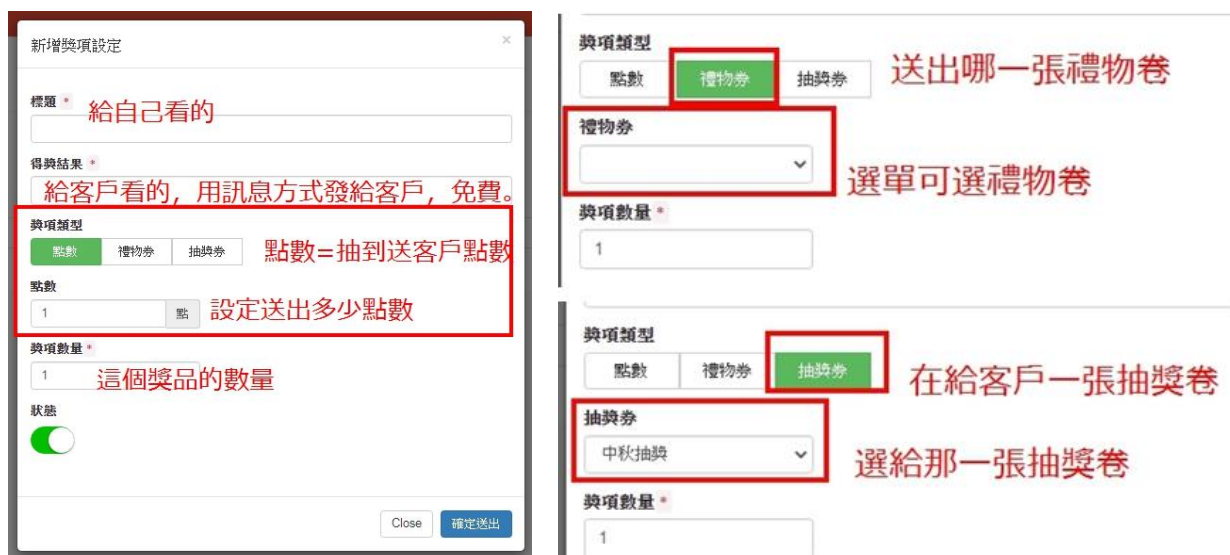 新增獎項設定
×
標題 *
給自己看的
得獎結果 *
給客戶看的，用訊息方式發給客戶，免費。
獎項類型
點數 禮物券 抽獎券
點數=抽到送客戶點數
點數
1 點
設定送出多少點數
獎項數量 *
1
這個獎品的數量
狀態
Close 確定送出
獎項類型
點數 禮物券 抽獎券
送出哪一張禮物卷
禮物券
選單可選禮物卷
獎項數量 *
1
獎項類型
點數 禮物券 抽獎券
在給客戶一張抽獎卷
抽獎券
中秋抽獎
選給那一張抽獎卷
獎項數量 *
1